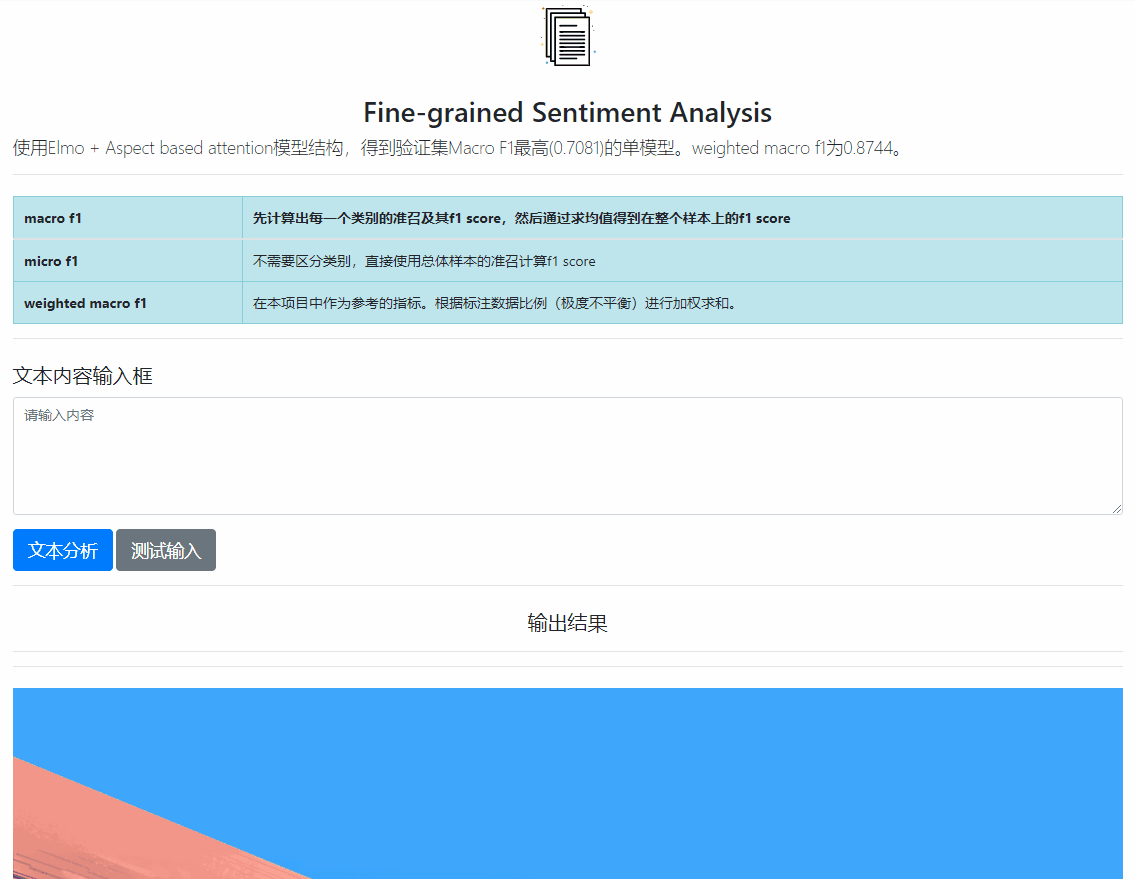 Fine-grained Sentiment Analysis
使用Elmo + Aspect based attention模型结构，得到验证集Macro F1最高(0.7081)的单模型。weighted macro f1为0.8744。
macro f1 先计算出每一个类别的准召及其f1 score，然后通过求均值得到在整个样本上的f1 score
micro f1 不需要区分类别，直接使用总体样本的准召计算f1 score
weighted macro f1 在本项目中作为参考的指标。根据标注数据比例（极度不平衡）进行加权求和。
文本内容输入框
请输入内容
文本分析 测试输入
输出结果